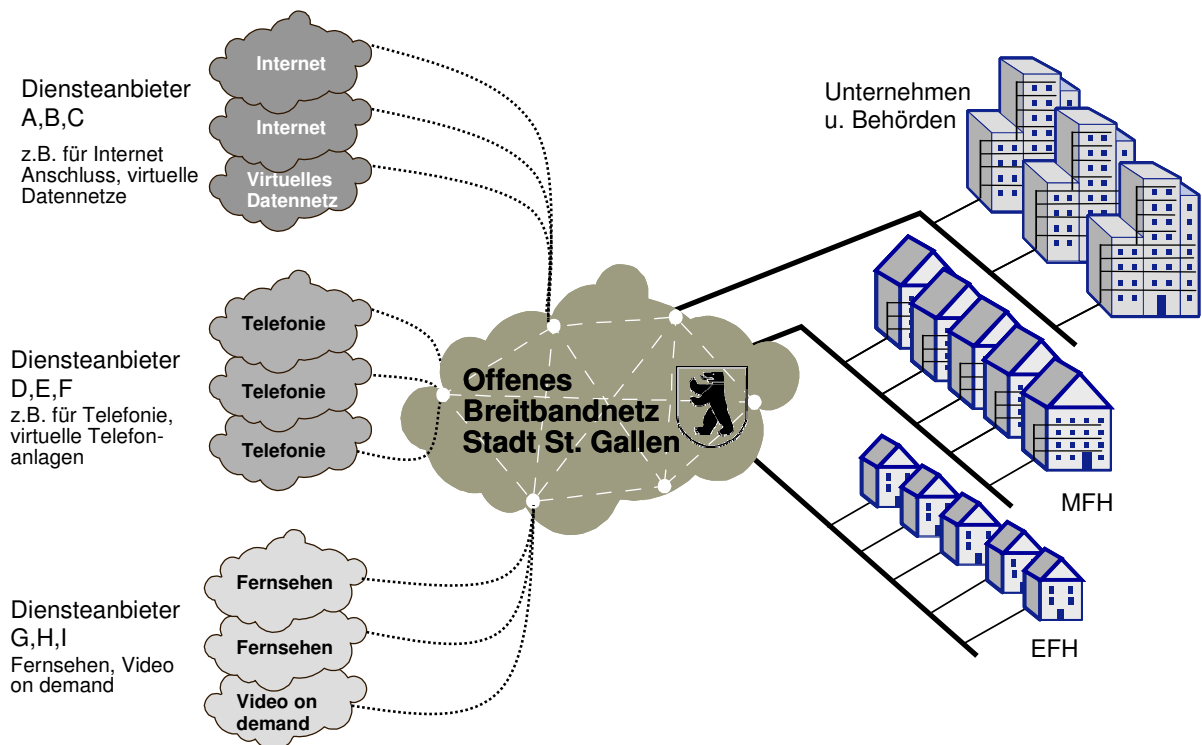 Diensteanbieter
A,B,C
z.B. für Internet
Anschluss, virtuelle
Datennetze
Internet
Internet
Virtuelles
Datennetz
Diensteanbieter
D,E,F
z.B. für Telefonie,
virtuelle Telefon-
anlagen
Telefonie
Telefonie
Telefonie
Diensteanbieter
G,H,I
Fernsehen, Video
on demand
Fernsehen
Fernsehen
Video on
demand
Offenes
Breitbandnetz
Stadt St. Gallen
Unternehmen
u. Behörden
MFH
EFH